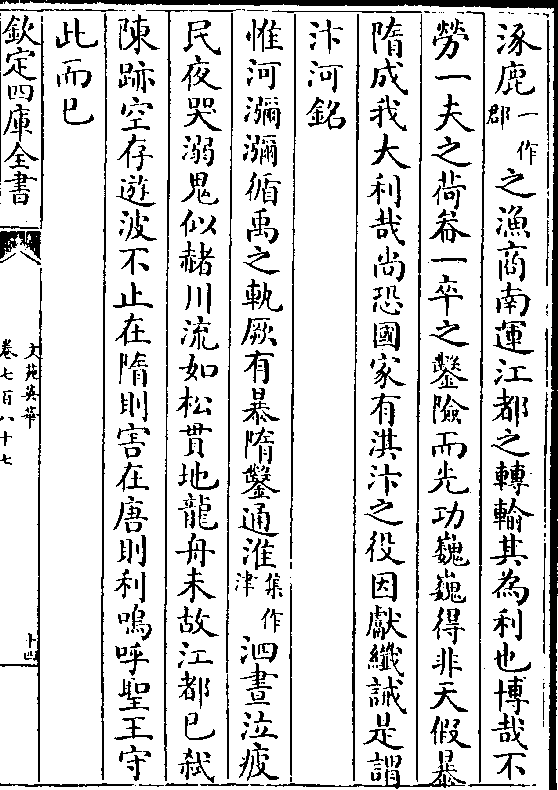 涿鹿一作郡之漁商南運江都之轉輸其為利也博哉不
勞一夫之荷畚一卒之鑿險而先功巍巍得非天假暴
隋成我大利哉尚恐國家有淇汴之役因獻纖誡是謂
汴河銘
惟河瀰瀰循禹之軌厥有暴隋鑿通淮集作津泗晝泣疲
民夜哭溺鬼似赭川流如松貫地龍舟未故江都已弑
陳跡空存逝波不止在隋則害在唐則利嗚呼聖王守
此而已
欽定四庫全書
文苑英華
卷七百八十七
十四